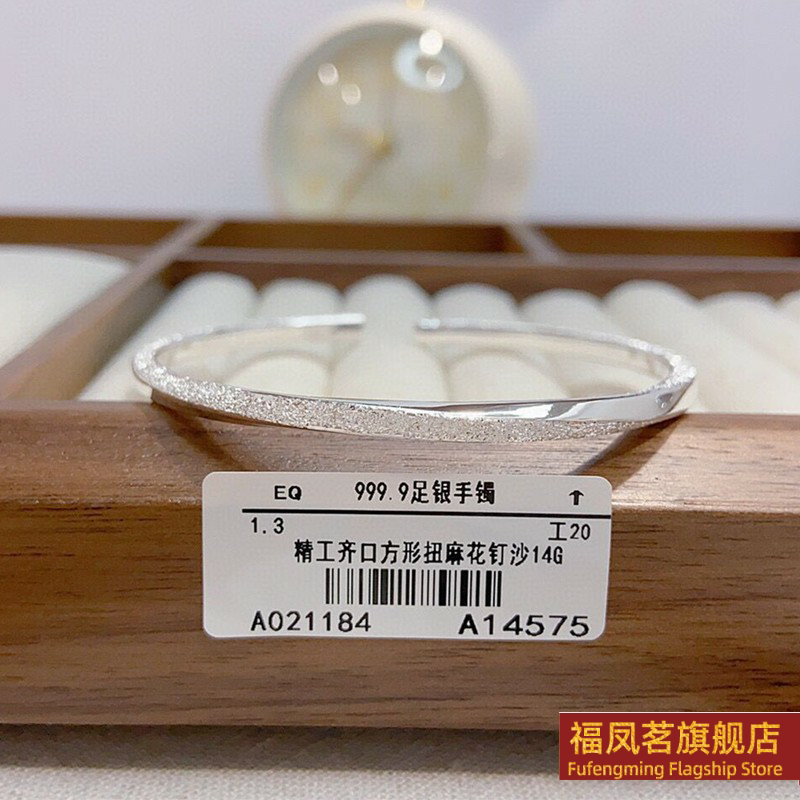 EQ 999.9足银手镯 ↑
1.3 工20
精工齐口方形扭麻花钉沙14G
A021184 A14575
福凤茗旗舰店
Fufengming Flagship Store